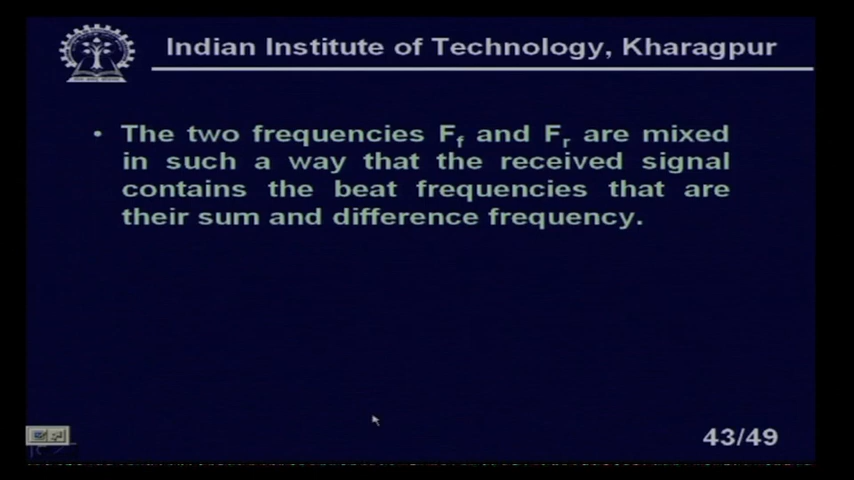 Indian Institute of Technology, Kharagpur
• The two frequencies Ff and Fr are mixed
in such a way that the received signal
contains the beat frequencies that are
their sum and difference frequency.
43/49